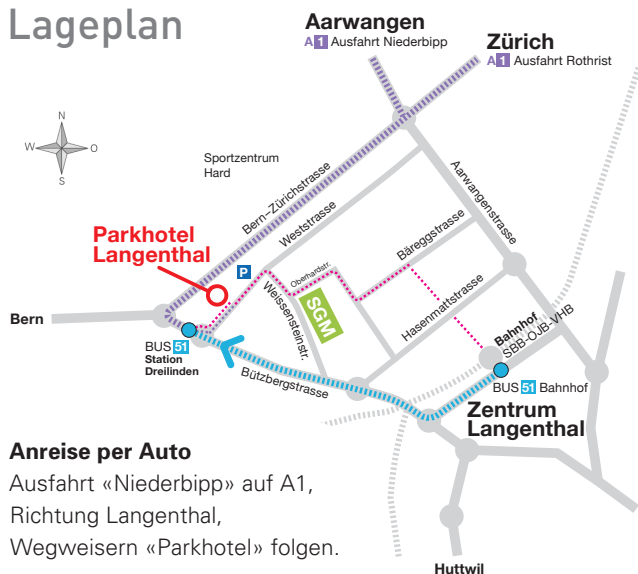 Lageplan
Aarwangen
A 1 Ausfahrt Niederbipp
Zürich
A 1 Ausfahrt Rothrist
N
W
O
S
Sportzentrum
Hard
Bern–Zürichstrasse
Weststrasse
Aarwangenstrasse
Bäreggstrasse
Parkhotel
Langenthal
P
Oberhardstr.
Weissensteinstr.
SGM
Hasenmattstrasse
Bern
BUS 51
Station
Dreilinden
Bützbergstrasse
Bahnhof
SBB-OJB-VHB
BUS 51 Bahnhof
Zentrum
Langenthal
Anreise per Auto
Ausfahrt «Niederbipp» auf A1,
Richtung Langenthal,
Wegweisern «Parkhotel» folgen.
Huttwil